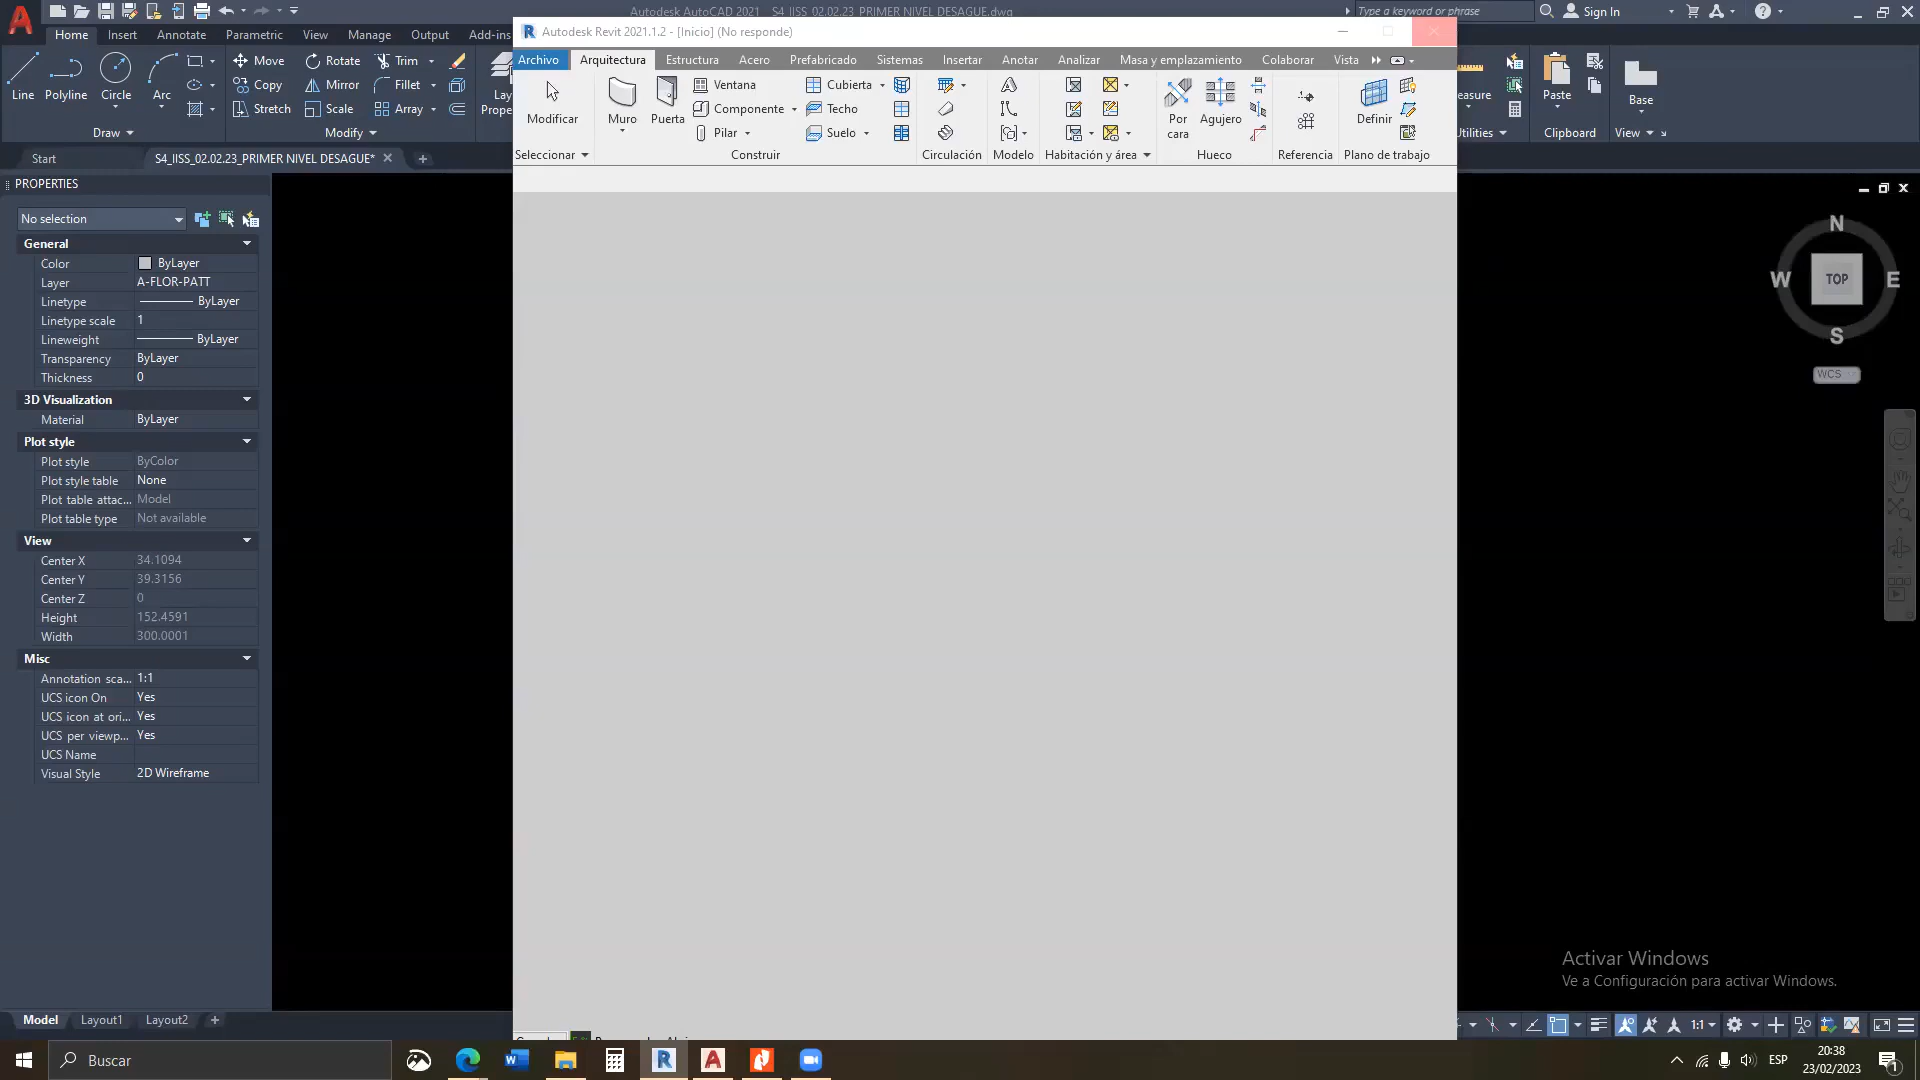 Autodesk AutoCAD 2021 S4_IISS_02.02.23_PRIMER NIVEL DESAGUE.dwg
Type a keyword or phrase
Sign In
Home Insert Annotate Parametric View Manage Output Add-ins
Line Polyline Circle Arc
Move Rotate Trim
Copy Mirror Fillet
Stretch Scale Array
Draw Modify
Autodesk Revit 2021.1.2 - [Inicio] (No responde)
Archivo Arquitectura Estructura Acero Prefabricado Sistemas Insertar Anotar Analizar Masa y emplazamiento Colaborar Vista
Modificar Muro Puerta
Ventana Cubierta
Componente Techo
Pilar Suelo
Por cara Agujero Definir
Seleccionar Construir Circulación Modelo Habitación y área Hueco Referencia Plano de trabajo
Paste Base
Utilities Clipboard View
Start S4_IISS_02.02.23_PRIMER NIVEL DESAGUE*
PROPERTIES
No selection
General
Color ByLayer
Layer A-FLOR-PATT
Linetype ByLayer
Linetype scale 1
Lineweight ByLayer
Transparency ByLayer
Thickness 0
3D Visualization
Material ByLayer
Plot style
Plot style ByColor
Plot style table None
Plot table attac... Model
Plot table type Not available
View
Center X 34.1094
Center Y 39.3156
Center Z 0
Height 152.4591
Width 300.0001
Misc
Annotation sca... 1:1
UCS icon On Yes
UCS icon at ori... Yes
UCS per viewp... Yes
UCS Name
Visual Style 2D Wireframe
N
W TOP E
S
WCS
Activar Windows
Ve a Configuración para activar Windows.
Model Layout1 Layout2
1:1
Buscar
ESP
20:38
23/02/2023
1